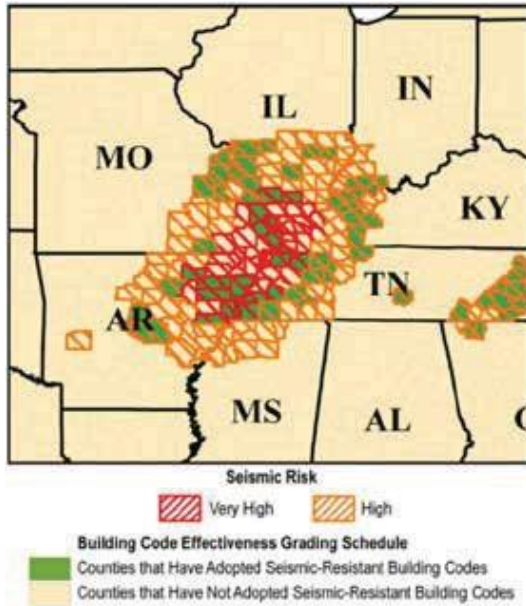 IL
IN
MO
KY
TN
AR
MS
AL
Seismic Risk
Very High
High
Building Code Effectiveness Grading Schedule
Counties that Have Adopted Seismic-Resistant Building Codes
Counties that Have Not Adopted Seismic-Resistant Building Codes